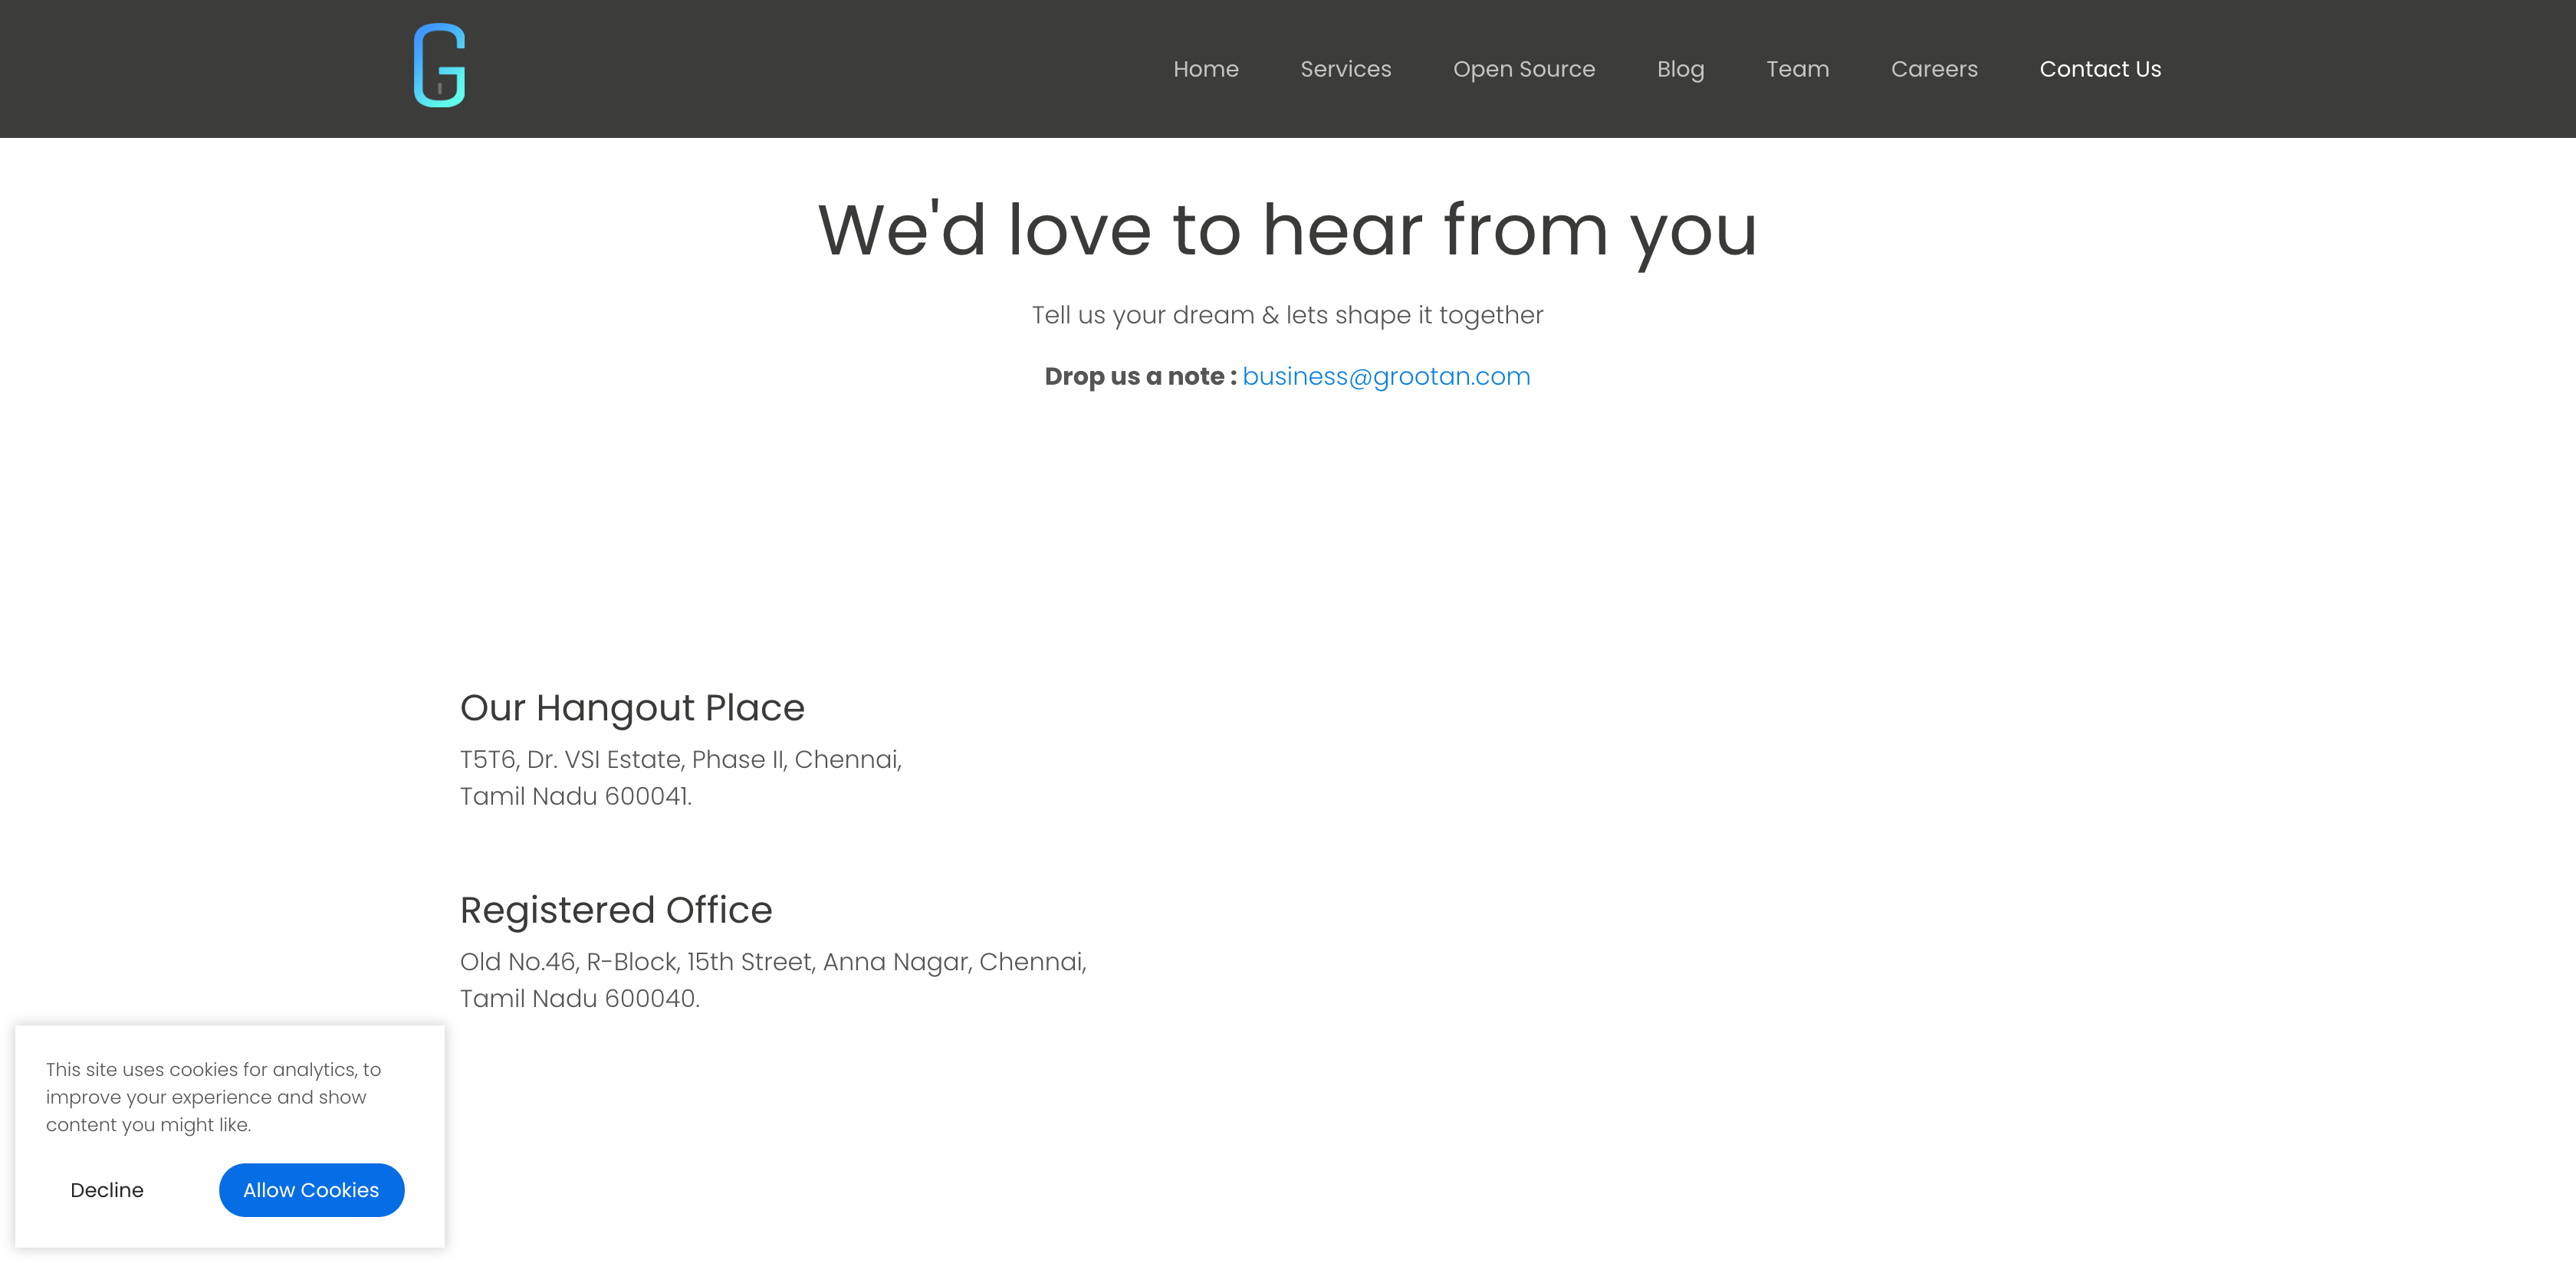 G
Home Services Open Source Blog Team Careers Contact Us
We'd love to hear from you
Tell us your dream & lets shape it together
Drop us a note : business@grootan.com
Our Hangout Place
T5T6, Dr. VSI Estate, Phase II, Chennai,
Tamil Nadu 600041.
Registered Office
Old No.46, R-Block, 15th Street, Anna Nagar, Chennai,
Tamil Nadu 600040.
This site uses cookies for analytics, to
improve your experience and show
content you might like.
Decline Allow Cookies